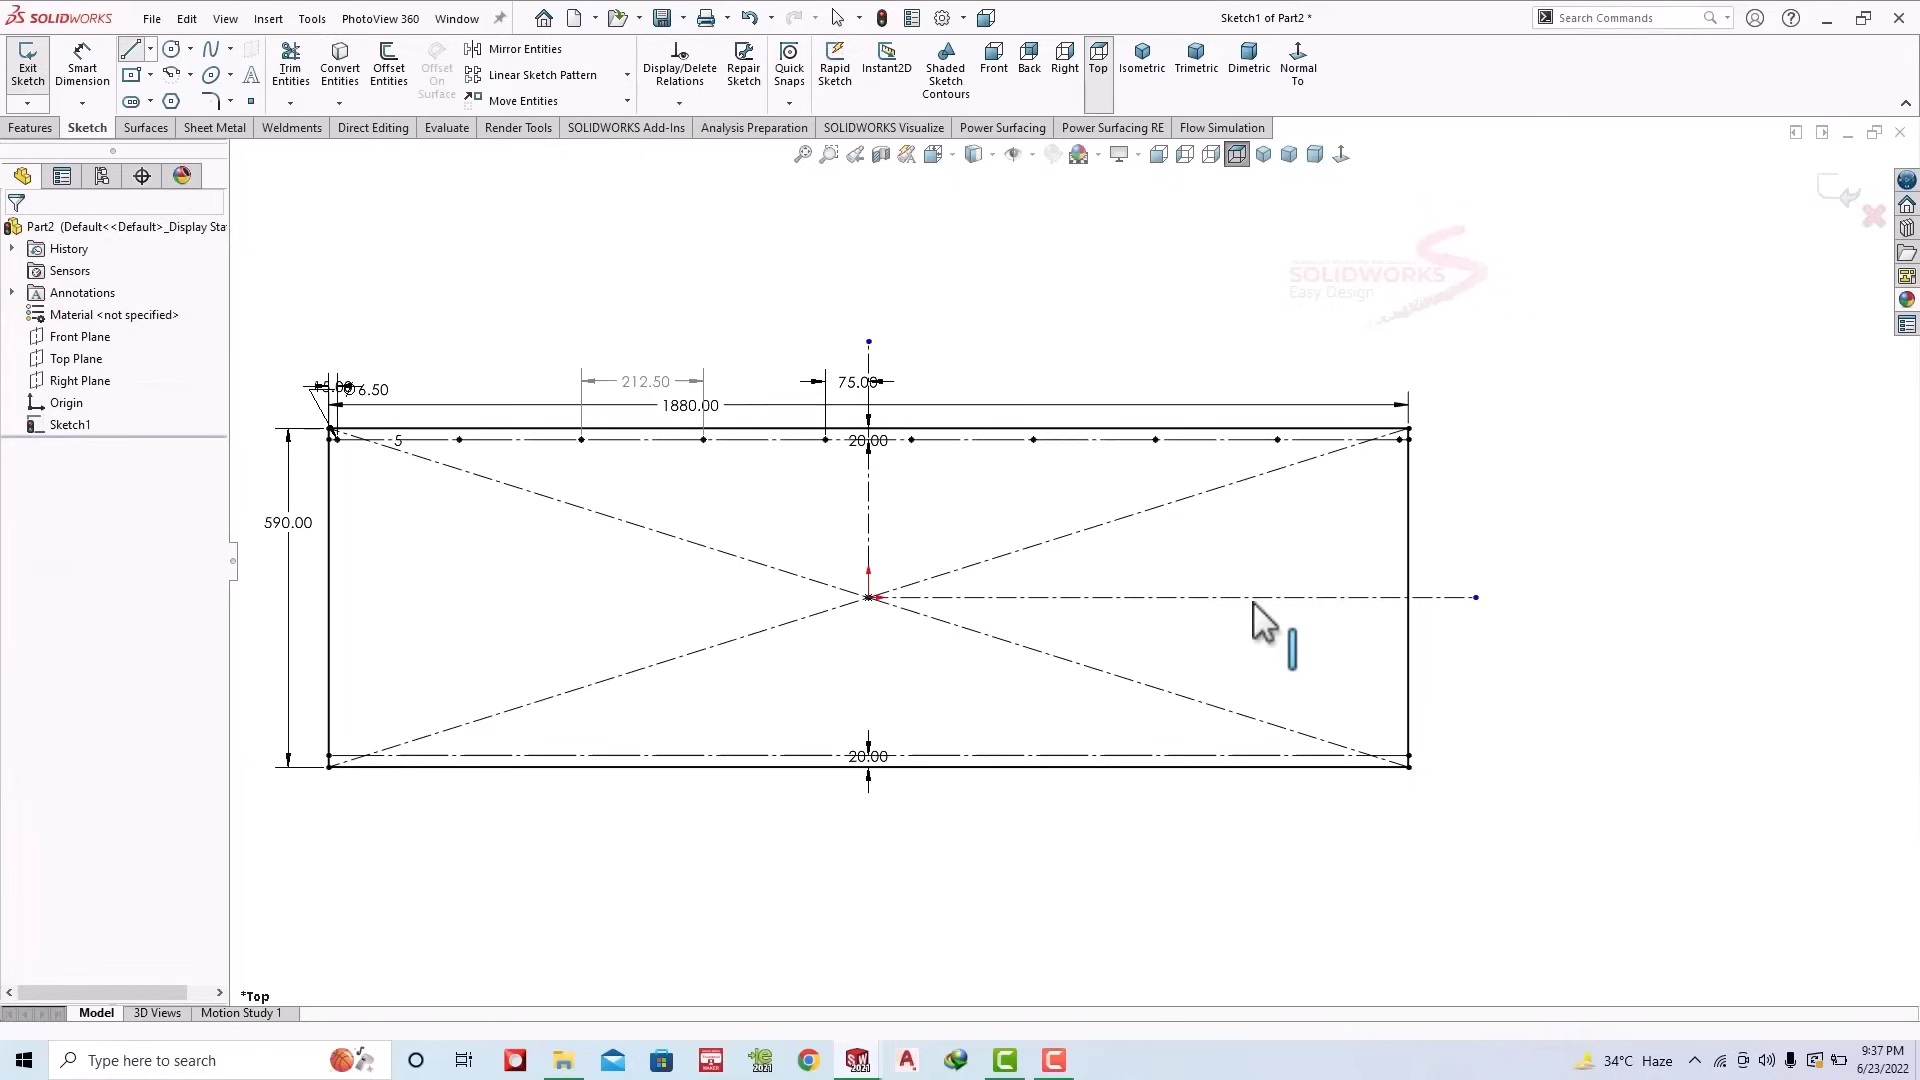 SOLIDWORKS File Edit View Insert Tools PhotoView 360 Window Sketch1 of Part2 * Search Commands
Exit Sketch
Smart Dimension
Trim Entities
Convert Entities
Offset Entities
Offset On Surface
Mirror Entities
Linear Sketch Pattern
Move Entities
Display/Delete Relations
Repair Sketch
Quick Snaps
Rapid Sketch
Instant2D
Shaded Sketch Contours
Front
Back
Right
Top
Isometric
Trimetric
Dimetric
Normal To
Features Sketch Surfaces Sheet Metal Weldments Direct Editing Evaluate Render Tools SOLIDWORKS Add-Ins Analysis Preparation SOLIDWORKS Visualize Power Surfacing Power Surfacing RE Flow Simulation
Part2 (Default<<Default>_Display Sta
History
Sensors
Annotations
Material <not specified>
Front Plane
Top Plane
Right Plane
Origin
Sketch1
SOLIDWORKS
Easy Design
212.50
75.00
15.00
Ø6.50
1880.00
5
20.00
590.00
20.00
*Top
Model 3D Views Motion Study 1
Type here to search
34°C Haze
9:37 PM
6/23/2022